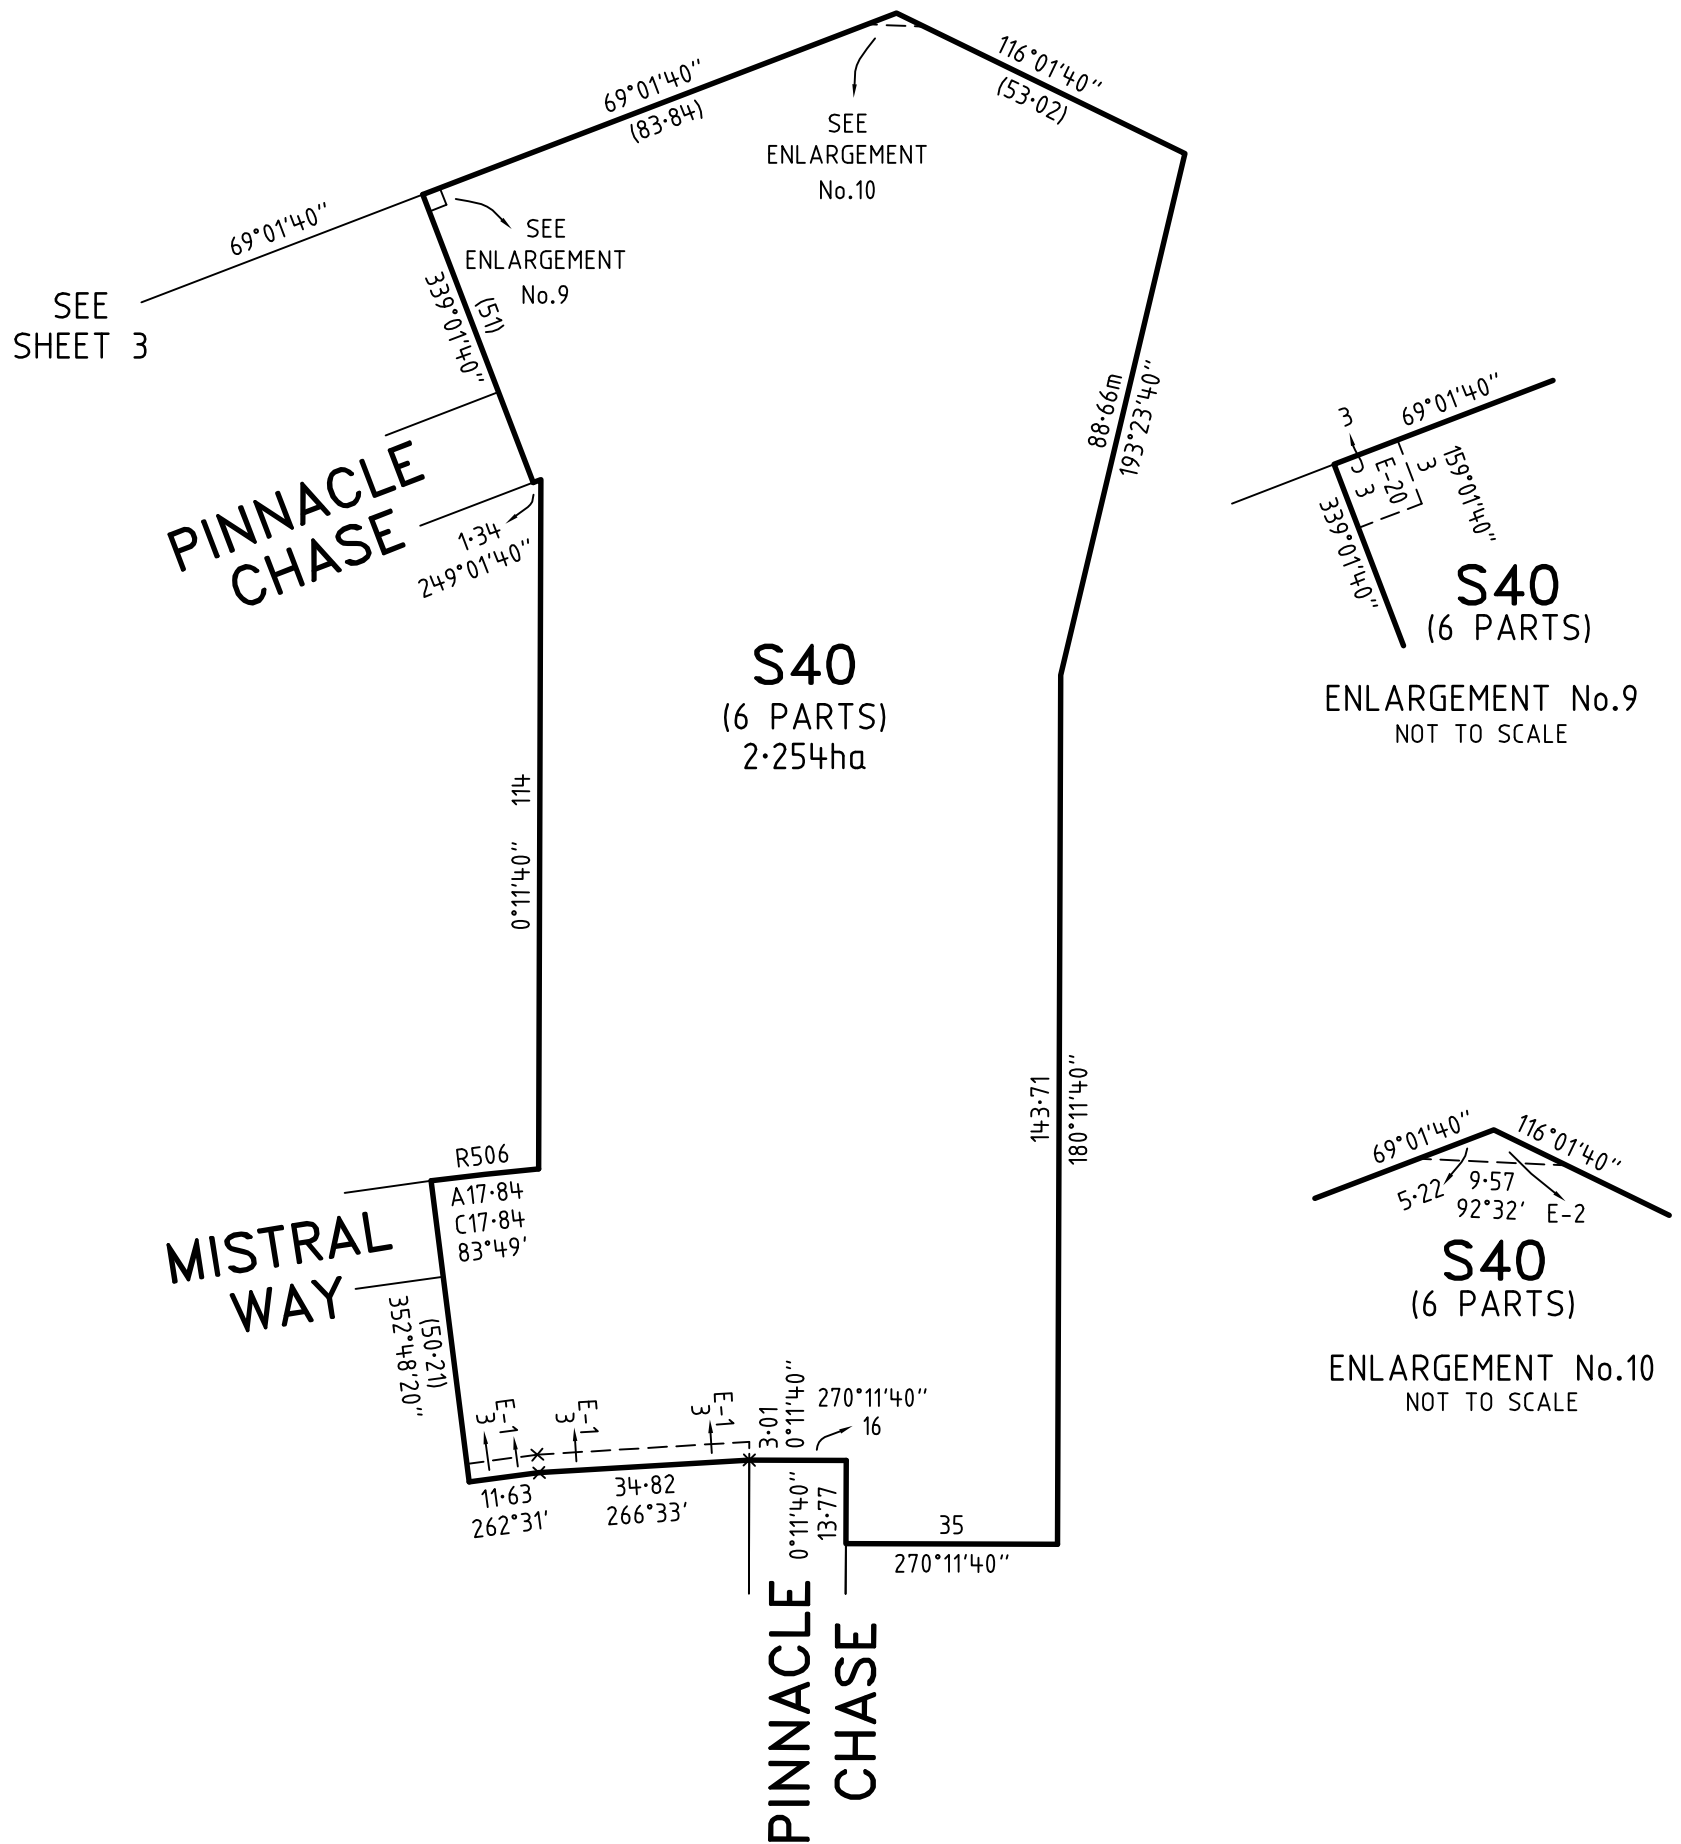 69°01'40"
(83·84)
116°01'40"
(53·02)
SEE
ENLARGEMENT
No.10
69°01'40"
SEE
ENLARGEMENT
No.9
SEE
SHEET 3
339°01'40"
(51)
PINNACLE
CHASE
1·34
249°01'40"
88·66m
193°23'40"
S40
(6 PARTS)
2·254ha
114
0°11'40"
143·71
180°11'40"
R506
A17·84
C17·84
83°49'
MISTRAL
WAY
352°48'20"
(50·21)
E-1
3
E-1
3
E-1
3
3·01
0°11'40"
270°11'40"
16
11·63
262°31'
34·82
266°33'
0°11'40"
13·77
35
270°11'40"
PINNACLE
CHASE
3
69°01'40"
3
E-20
3
159°01'40"
339°01'40"
S40
(6 PARTS)
ENLARGEMENT No.9
NOT TO SCALE
69°01'40"
116°01'40"
5·22
9·57
92°32'
E-2
S40
(6 PARTS)
ENLARGEMENT No.10
NOT TO SCALE